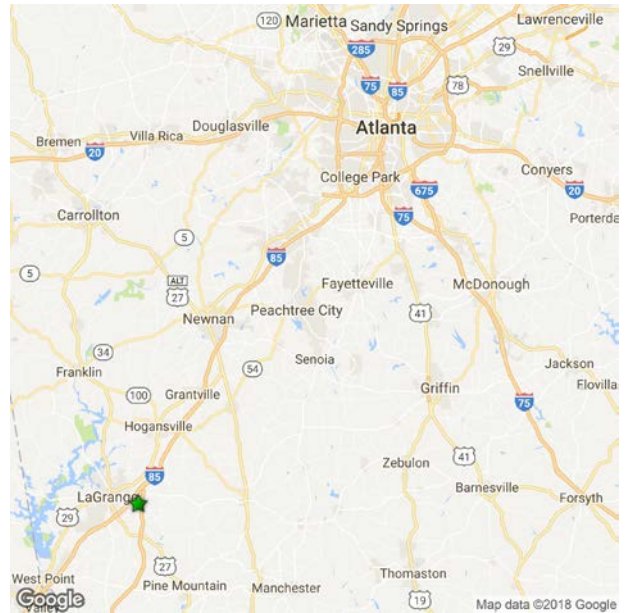 120
Marietta
Sandy Springs
Lawrenceville
285
29
75
85
78
Snellville
Bremen
Villa Rica
Douglasville
Atlanta
20
College Park
Conyers
675
20
Carrollton
75
Porterda
5
85
5
ALT
27
Fayetteville
McDonough
Peachtree City
41
Newnan
34
Senoia
54
Jackson
Franklin
100
Grantville
Griffin
75
Flovilla
Hogansville
85
Zebulon
41
LaGrange
Barnesville
Forsyth
29
27
West Point
Pine Mountain
Manchester
Thomaston
Valley
Google
19
Map data ©2018 Google